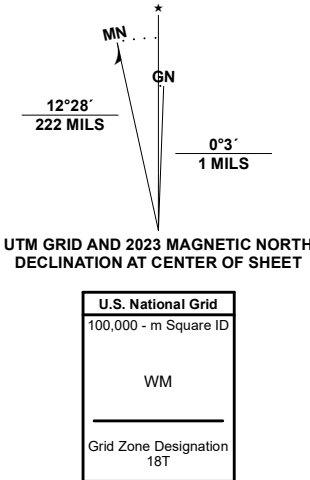 ★
MN
GN
12°28´
222 MILS
0°3´
1 MILS
UTM GRID AND 2023 MAGNETIC NORTH
DECLINATION AT CENTER OF SHEET
U.S. National Grid
100,000 - m Square ID
WM
Grid Zone Designation
18T